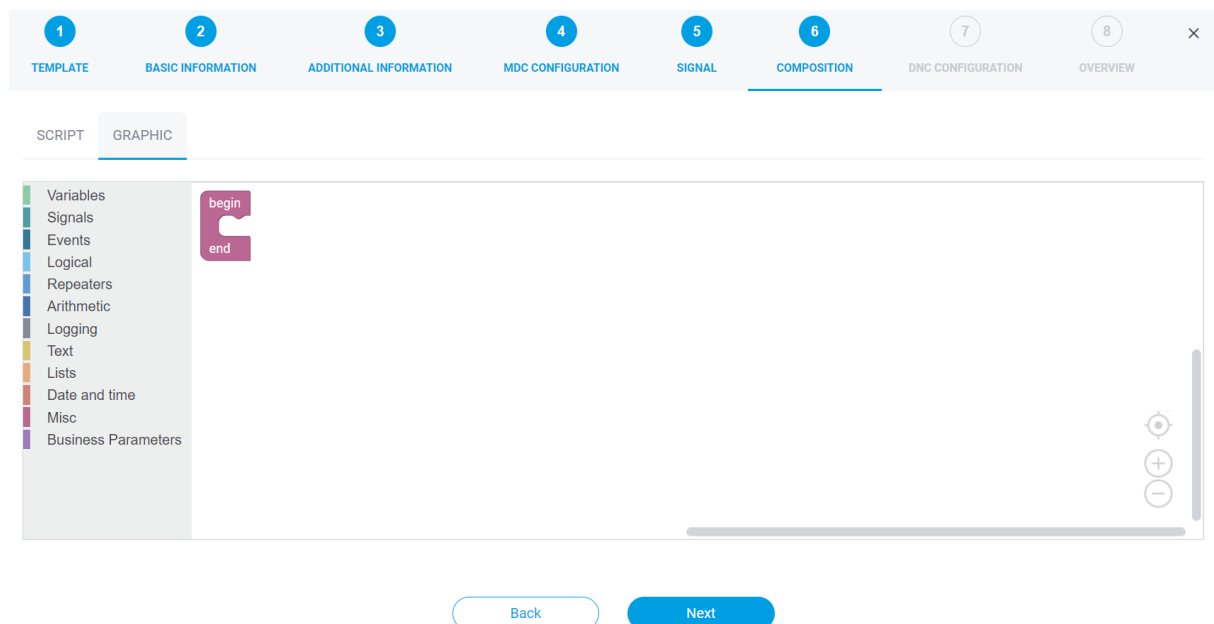 1 2 3 4 5 6 7 8
TEMPLATE BASIC INFORMATION ADDITIONAL INFORMATION MDC CONFIGURATION SIGNAL COMPOSITION DNC CONFIGURATION OVERVIEW
SCRIPT GRAPHIC
Variables
Signals
Events
Logical
Repeaters
Arithmetic
Logging
Text
Lists
Date and time
Misc
Business Parameters
begin
end
Back Next